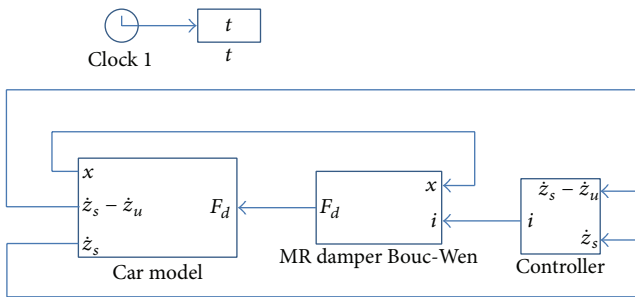 t
Clock 1
t
x
ż_s − ż_u
ż_s
F_d
Car model
x
F_d
i
MR damper Bouc-Wen
ż_s − ż_u
i
ż_s
Controller